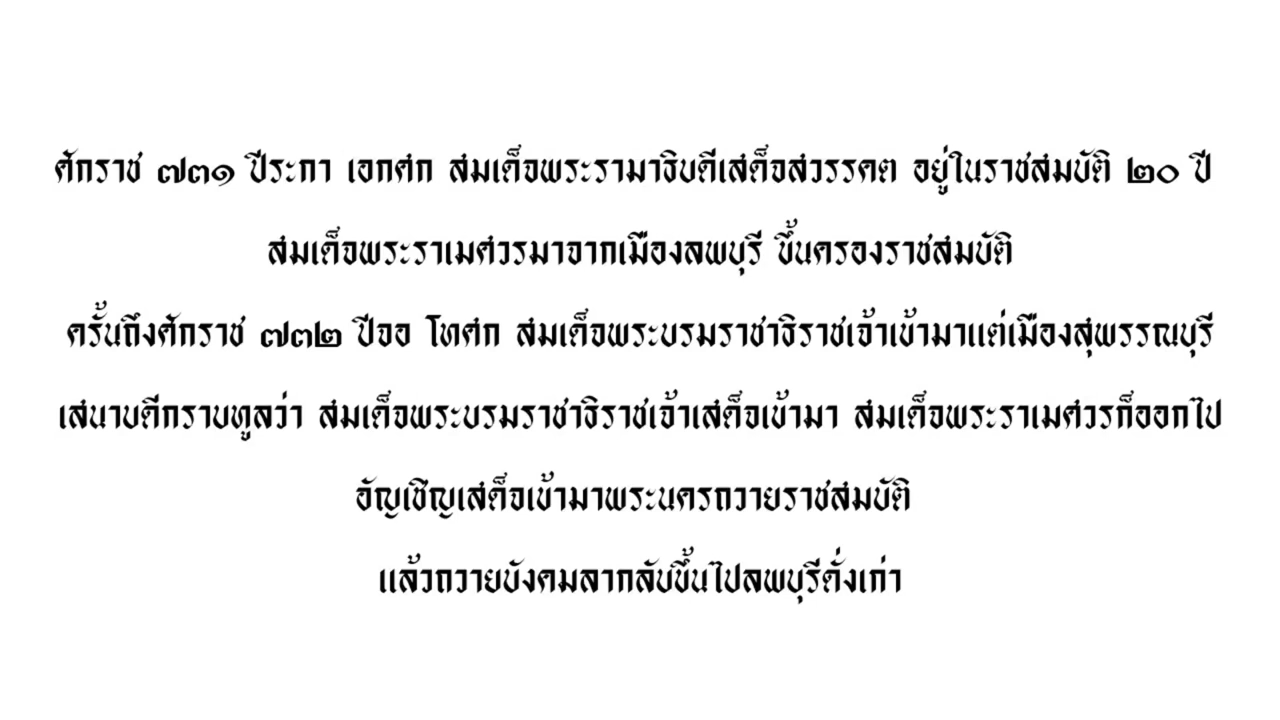 ศักราช ๗๓๑ ปีระกา เอกศก สมเด็จพระรามาธิบดีเสด็จสวรรคต อยู่ในราชสมบัติ ๒๐ ปี
สมเด็จพระราเมศวรมาจากเมืองลพบุรี ขึ้นครองราชสมบัติ
ครั้นถึงศักราช ๗๓๒ ปีจอ โทศก สมเด็จพระบรมราชาธิราชเจ้าเข้ามาแต่เมืองสุพรรณบุรี
เสนาบดีกราบทูลว่า สมเด็จพระบรมราชาธิราชเจ้าเสด็จเข้ามา สมเด็จพระราเมศวรก็ออกไป
อัญเชิญเสด็จเข้ามาพระนครถวายราชสมบัติ
แล้วถวายบังคมลากลับขึ้นไปลพบุรีดั่งเก่า